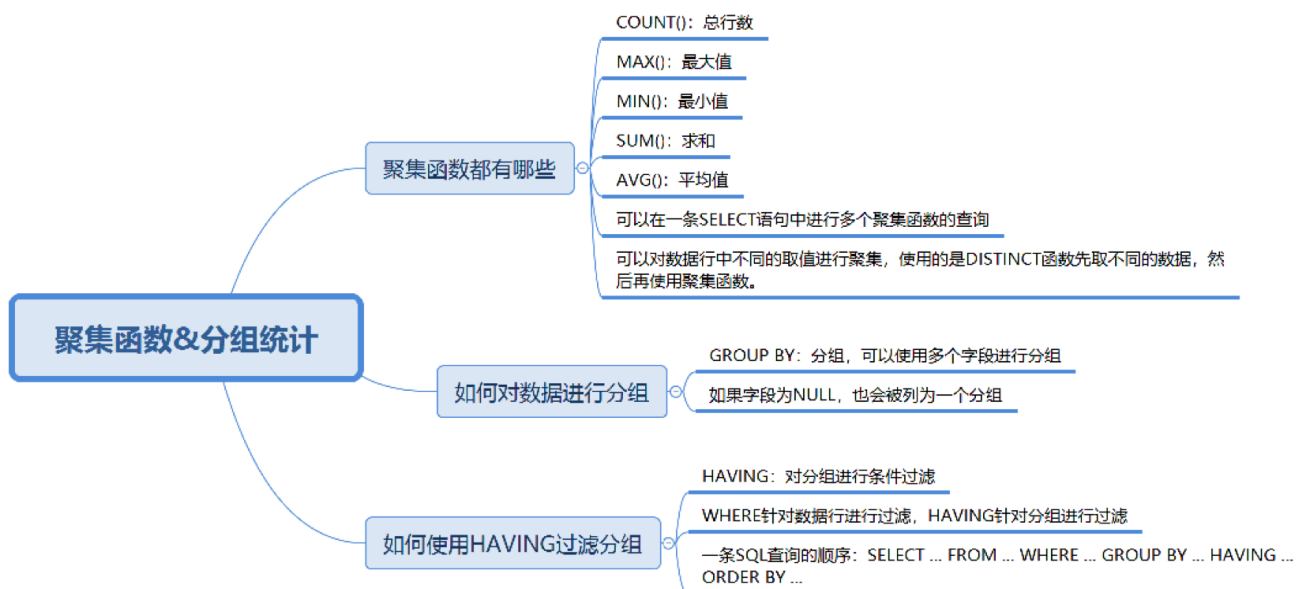 聚集函数&分组统计
聚集函数都有哪些
COUNT()：总行数
MAX()：最大值
MIN()：最小值
SUM()：求和
AVG()：平均值
可以在一条SELECT语句中进行多个聚集函数的查询
可以对数据行中不同的取值进行聚集，使用的是DISTINCT函数先取不同的数据，然
后再使用聚集函数。
如何对数据进行分组
GROUP BY：分组，可以使用多个字段进行分组
如果字段为NULL，也会被列为一个分组
如何使用HAVING过滤分组
HAVING：对分组进行条件过滤
WHERE针对数据行进行过滤，HAVING针对分组进行过滤
一条SQL查询的顺序：SELECT ... FROM ... WHERE ... GROUP BY ... HAVING ...
ORDER BY ...